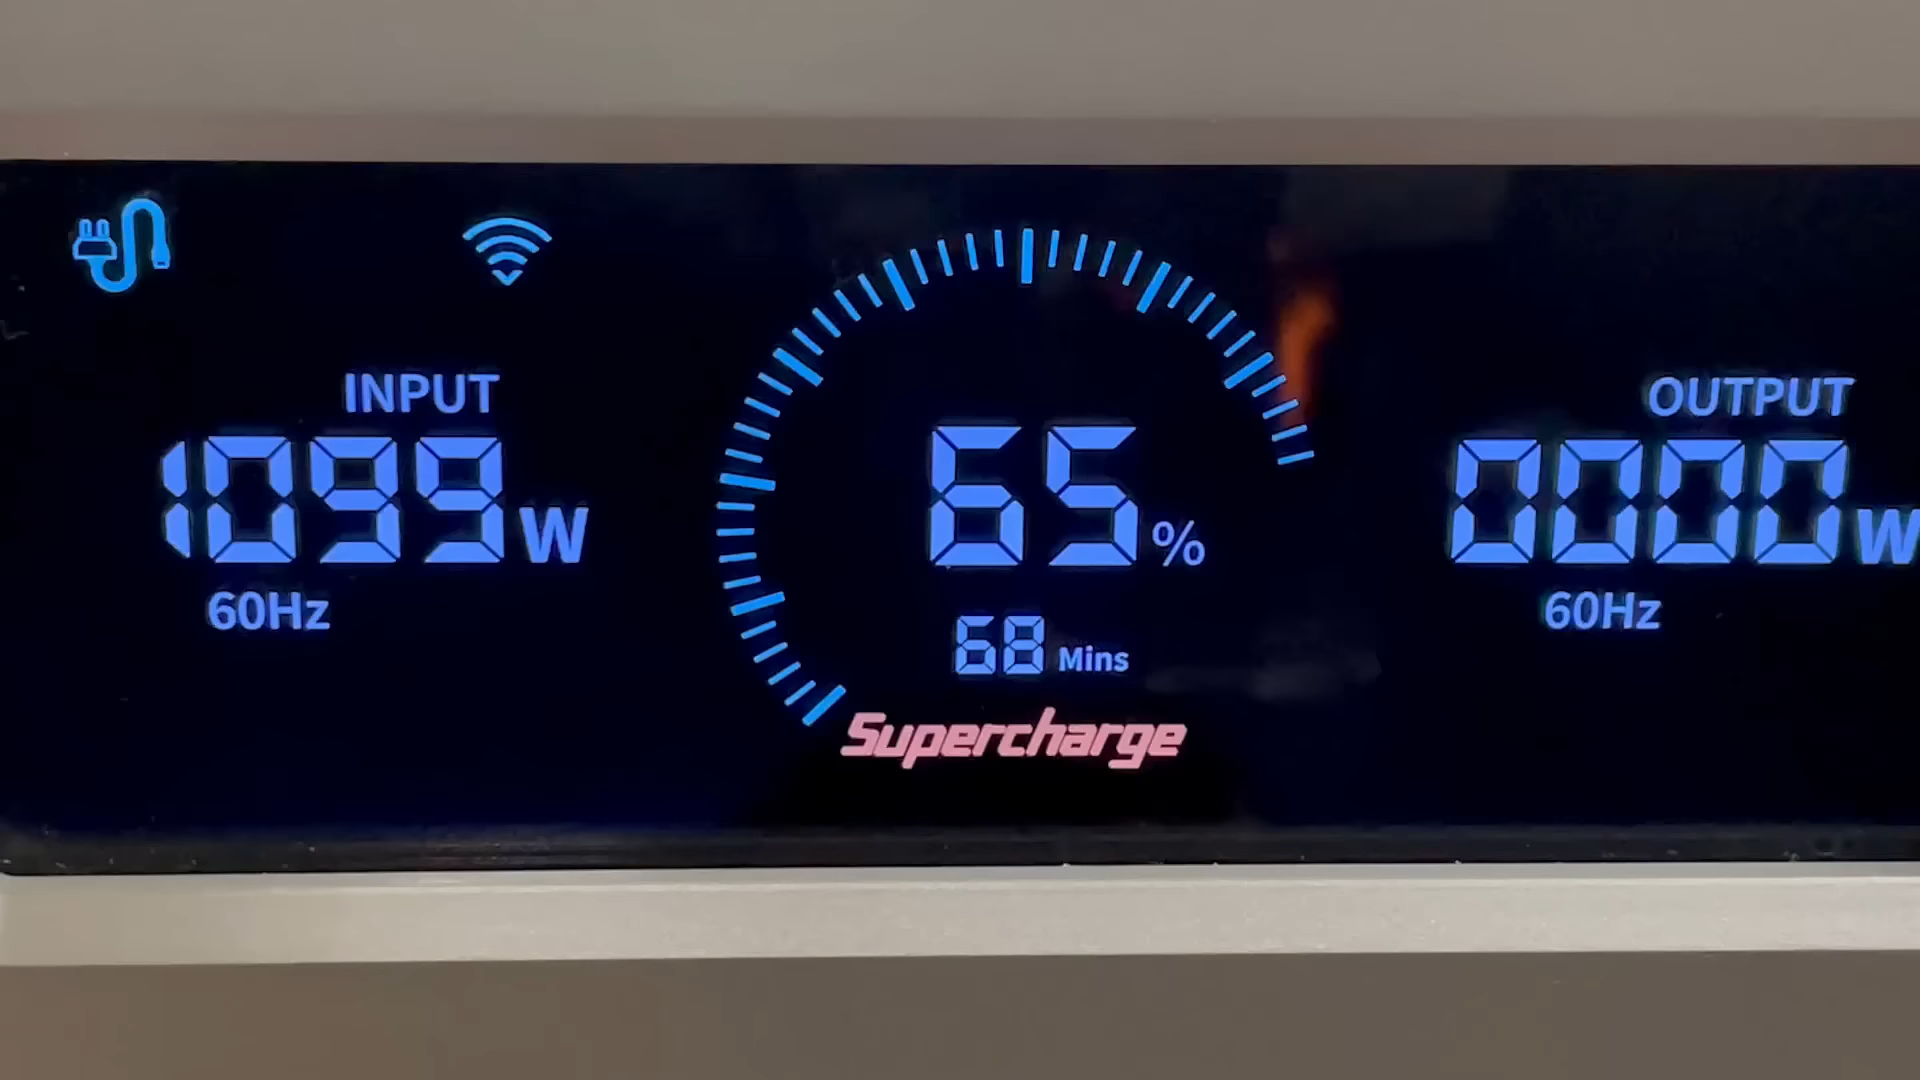 INPUT
1099W
60Hz
65%
68 Mins
Supercharge
OUTPUT
0000W
60Hz